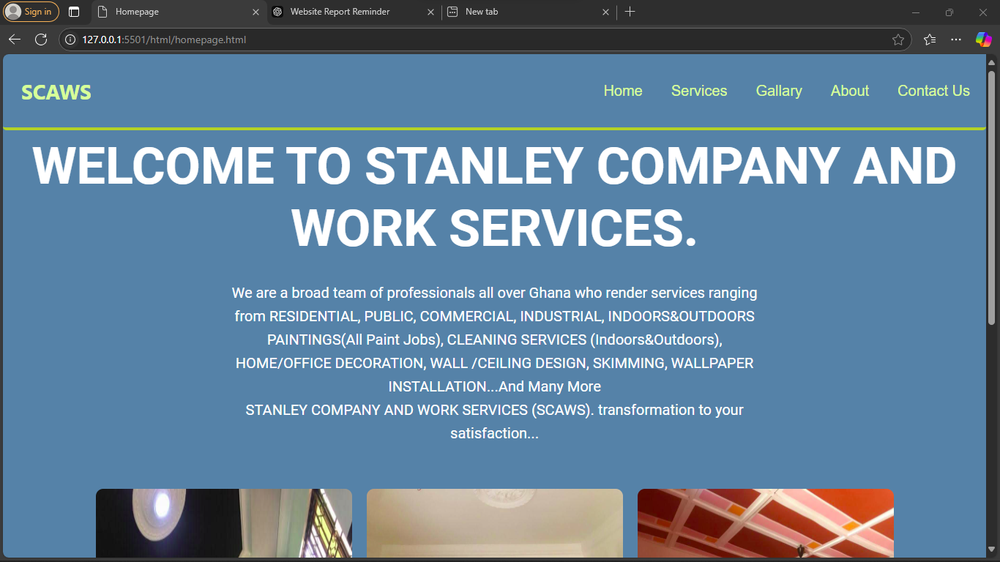 Sign in
Homepage
Website Report Reminder
New tab
127.0.0.1:5501/html/homepage.html
SCAWS
Home Services Gallary About Contact Us
WELCOME TO STANLEY COMPANY AND
WORK SERVICES.
We are a broad team of professionals all over Ghana who render services ranging
from RESIDENTIAL, PUBLIC, COMMERCIAL, INDUSTRIAL, INDOORS&OUTDOORS
PAINTINGS(All Paint Jobs), CLEANING SERVICES (Indoors&Outdoors),
HOME/OFFICE DECORATION, WALL /CEILING DESIGN, SKIMMING, WALLPAPER
INSTALLATION...And Many More
STANLEY COMPANY AND WORK SERVICES (SCAWS). transformation to your
satisfaction...